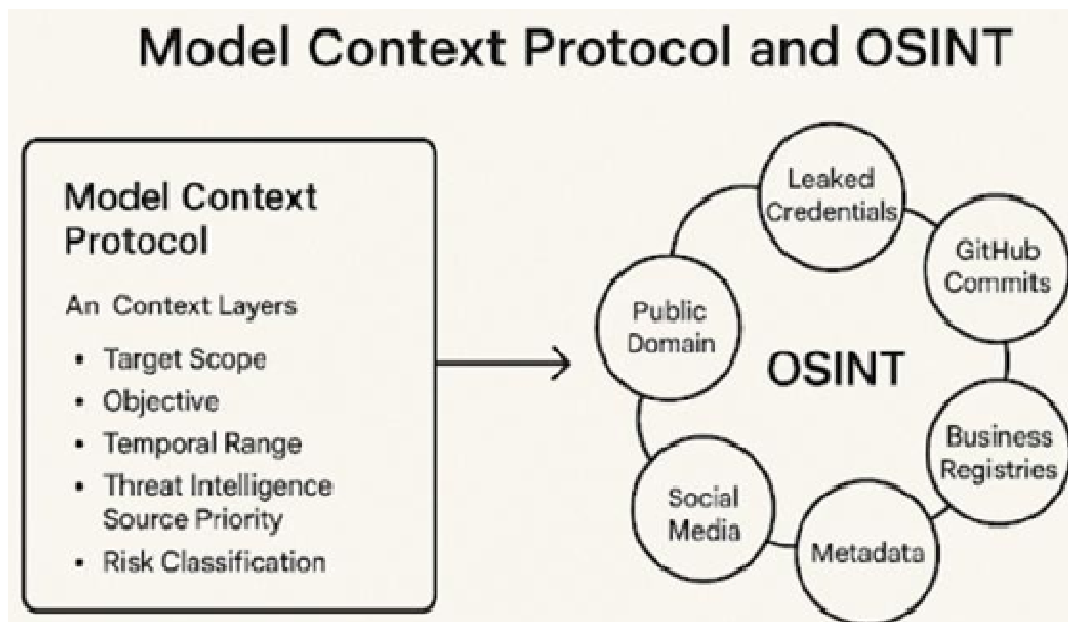 Model Context Protocol and OSINT
Model Context
Protocol
An Context Layers
• Target Scope
• Objective
• Temporal Range
• Threat Intelligence
Source Priority
• Risk Classification
Leaked
Credentials
GitHub
Commits
Public
Domain
OSINT
Business
Registries
Social
Media
Metadata